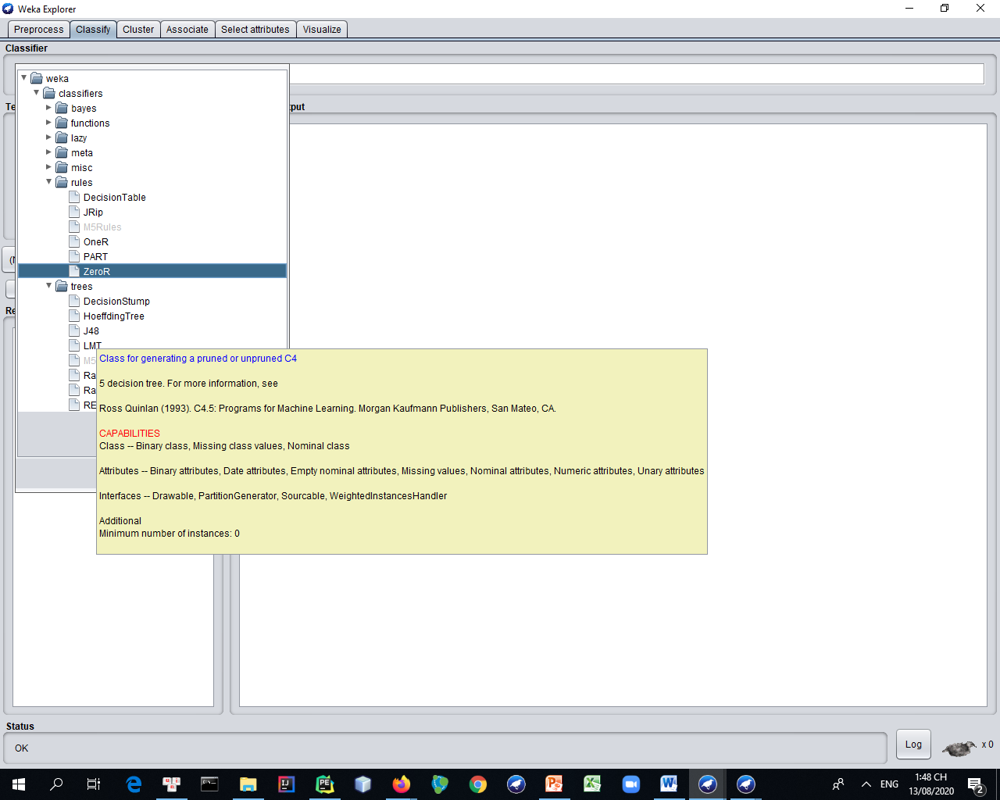 Weka Explorer
Preprocess Classify Cluster Associate Select attributes Visualize
Classifier
weka
classifiers
bayes
functions
lazy
meta
misc
rules
DecisionTable
JRip
M5Rules
OneR
PART
ZeroR
trees
DecisionStump
HoeffdingTree
J48
LMT
M5
Ra
Ra
RE
Class for generating a pruned or unpruned C4
5 decision tree. For more information, see
Ross Quinlan (1993). C4.5: Programs for Machine Learning. Morgan Kaufmann Publishers, San Mateo, CA.
CAPABILITIES
Class -- Binary class, Missing class values, Nominal class
Attributes -- Binary attributes, Date attributes, Empty nominal attributes, Missing values, Nominal attributes, Numeric attributes, Unary attributes
Interfaces -- Drawable, PartitionGenerator, Sourcable, WeightedInstancesHandler
Additional
Minimum number of instances: 0
Status
OK
Log
x 0
ENG
1:48 CH
13/08/2020
2